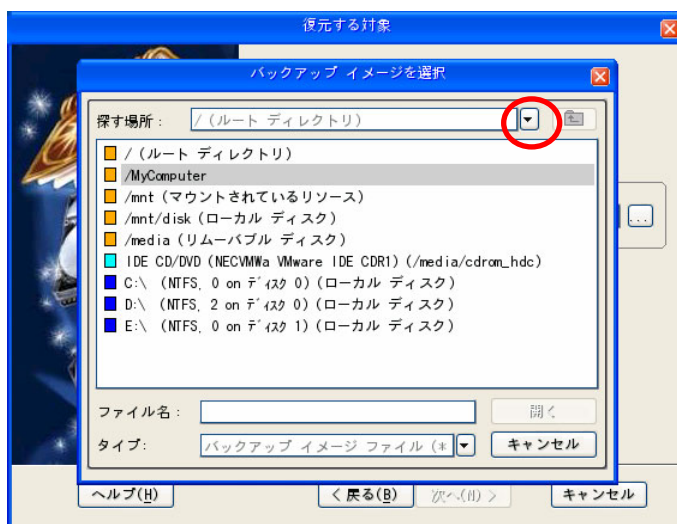 復元する対象
バックアップ イメージを選択
探す場所： /（ルート ディレクトリ）
/（ルート ディレクトリ）
/MyComputer
/mnt（マウントされているリソース）
/mnt/disk（ローカル ディスク）
/media（リムーバブル ディスク）
IDE CD/DVD (NECVMWa VMware IDE CDR1) (/media/cdrom_hdc)
C:\ (NTFS, 0 on ﾃﾞｨｽｸ 0)（ローカル ディスク）
D:\ (NTFS, 2 on ﾃﾞｨｽｸ 0)（ローカル ディスク）
E:\ (NTFS, 0 on ﾃﾞｨｽｸ 1)（ローカル ディスク）
...
ファイル名： 開く
タイプ: バックアップ イメージ ファイル (* キャンセル
ヘルプ(H) < 戻る(B) 次へ(N) > キャンセル